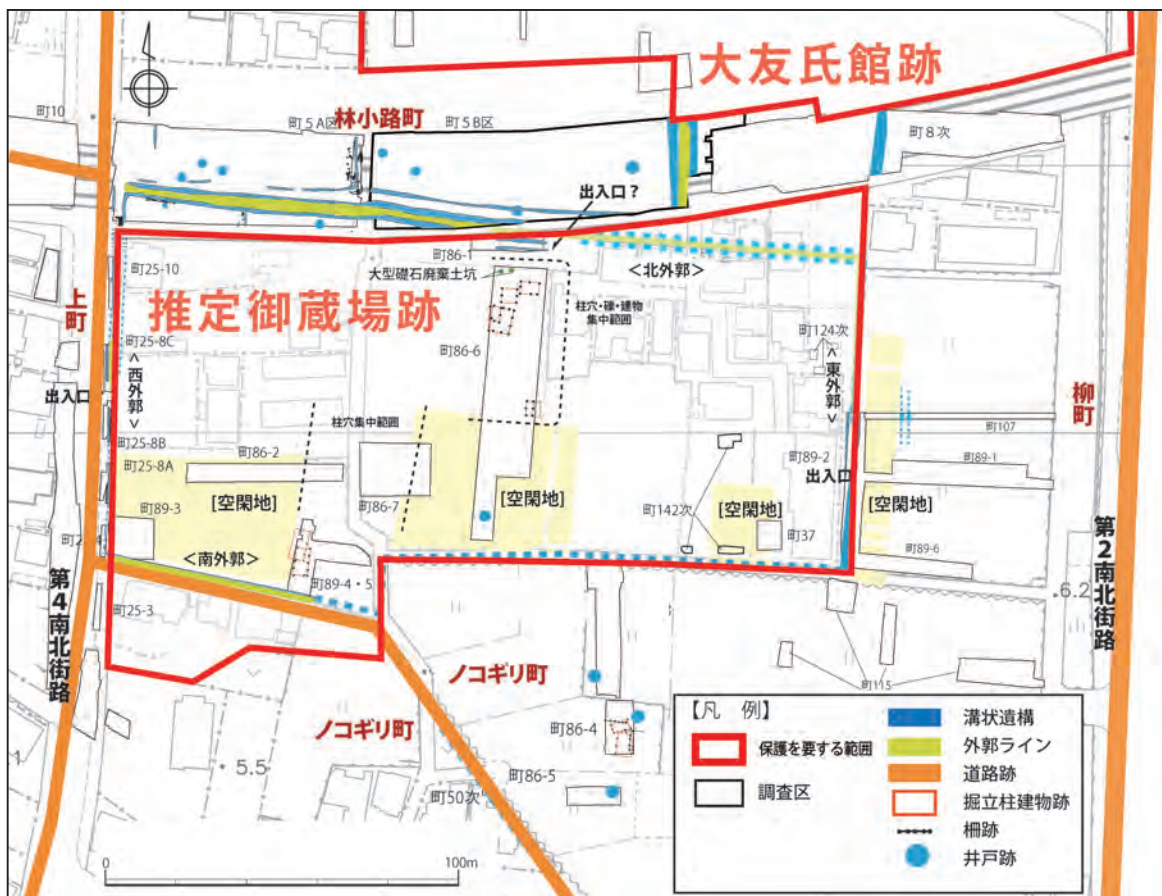 大友氏館跡
町10
町5A区
林小路町
町5B区
町8次
出入口?
町86-1
大型礎石廃棄土坑
<北外郭>
町25-10
推定御蔵場跡
上町
柱穴・礫・建物
集中範囲
町124次
町25-8C
町86-6
<西外郭>
<東外郭>
出入口
柳町
柱穴集中範囲
町107
町25-8B
町86-2
町25-8A
町89-2
町89-1
出入口
[空閑地]
[空閑地]
[空閑地]
[空閑地]
町89-3
町86-7
町142次
町37
<南外郭>
町89-6
町89-4・5
第4南北街路
第2南北街路
町25-3
6.2
ノコギリ町
町115
ノコギリ町
町86-4
5.5
町86-5
町50次
0
100m
【凡 例】
保護を要する範囲
調査区
溝状遺構
外郭ライン
道路跡
掘立柱建物跡
柵跡
井戸跡